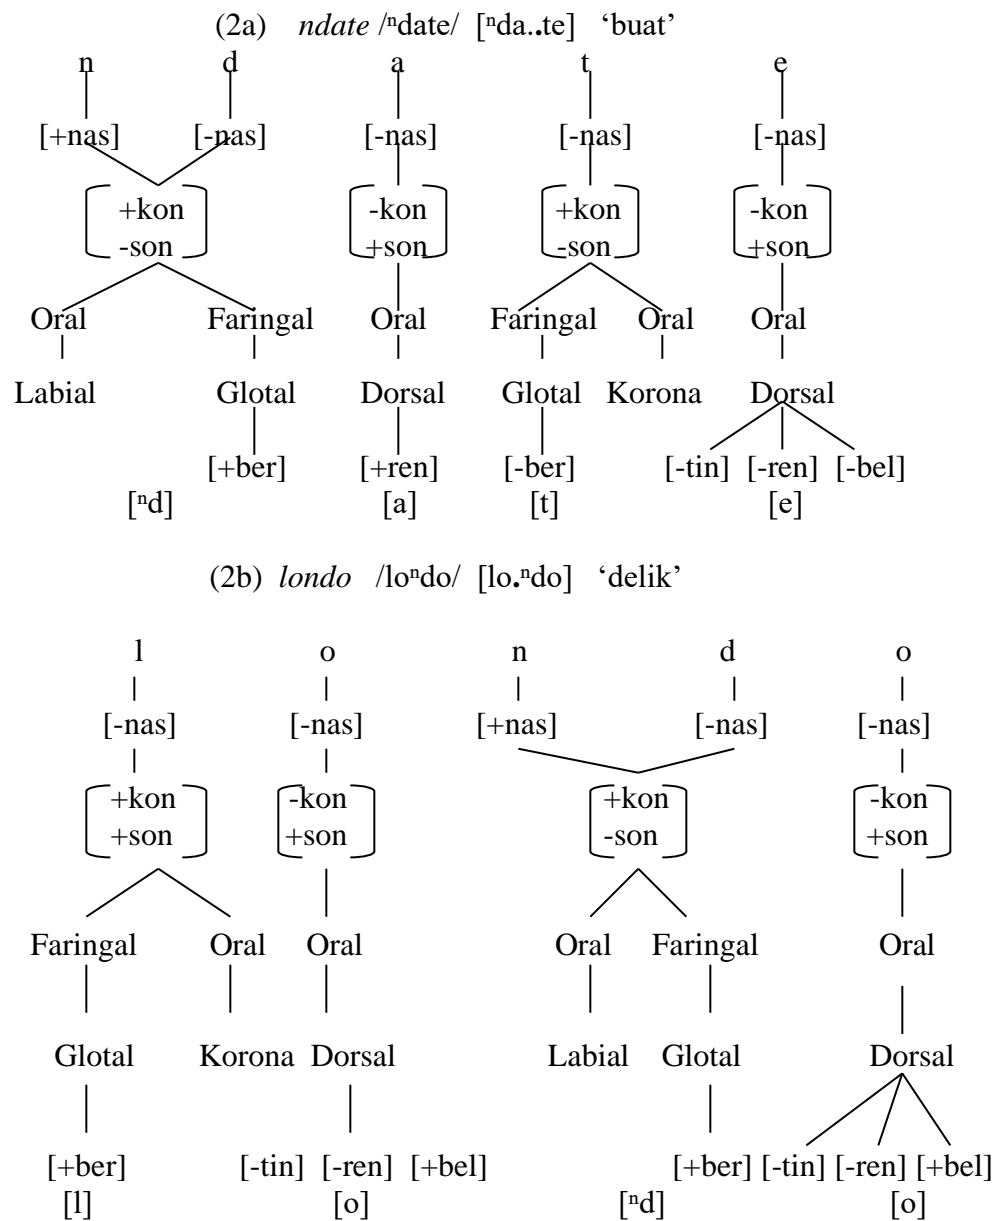 (2a) ndate /ⁿdate/ [ⁿda..te] ‘buat’
n d a t e
[+nas] [-nas] [-nas] [-nas] [-nas]
+kon -kon +kon -kon
-son +son -son +son
Oral Faringal Oral Faringal Oral Oral
Labial Glotal Dorsal Glotal Korona Dorsal
[+ber] [+ren] [-ber] [-tin] [-ren] [-bel]
[ⁿd] [a] [t] [e]
(2b) londo /loⁿdo/ [lo.ⁿdo] ‘delik’
l o n d o
[-nas] [-nas] [+nas] [-nas] [-nas]
+kon -kon +kon -kon
+son +son -son +son
Faringal Oral Oral Oral Faringal Oral
Glotal Korona Dorsal Labial Glotal Dorsal
[+ber] [-tin] [-ren] [+bel] [+ber] [-tin] [-ren] [+bel]
[l] [o] [ⁿd] [o]